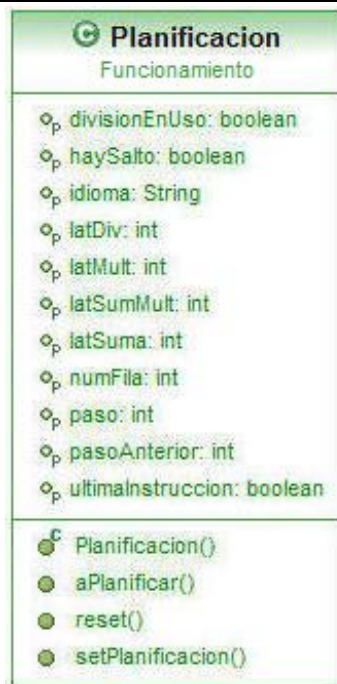 C Planificacion
Funcionamiento
P divisionEnUso: boolean
P haySalto: boolean
P idioma: String
P latDiv: int
P latMult: int
P latSumMult: int
P latSuma: int
P numFila: int
P paso: int
P pasoAnterior: int
P ultimaInstruccion: boolean
C Planificacion()
aPlanificar()
reset()
setPlanificacion()